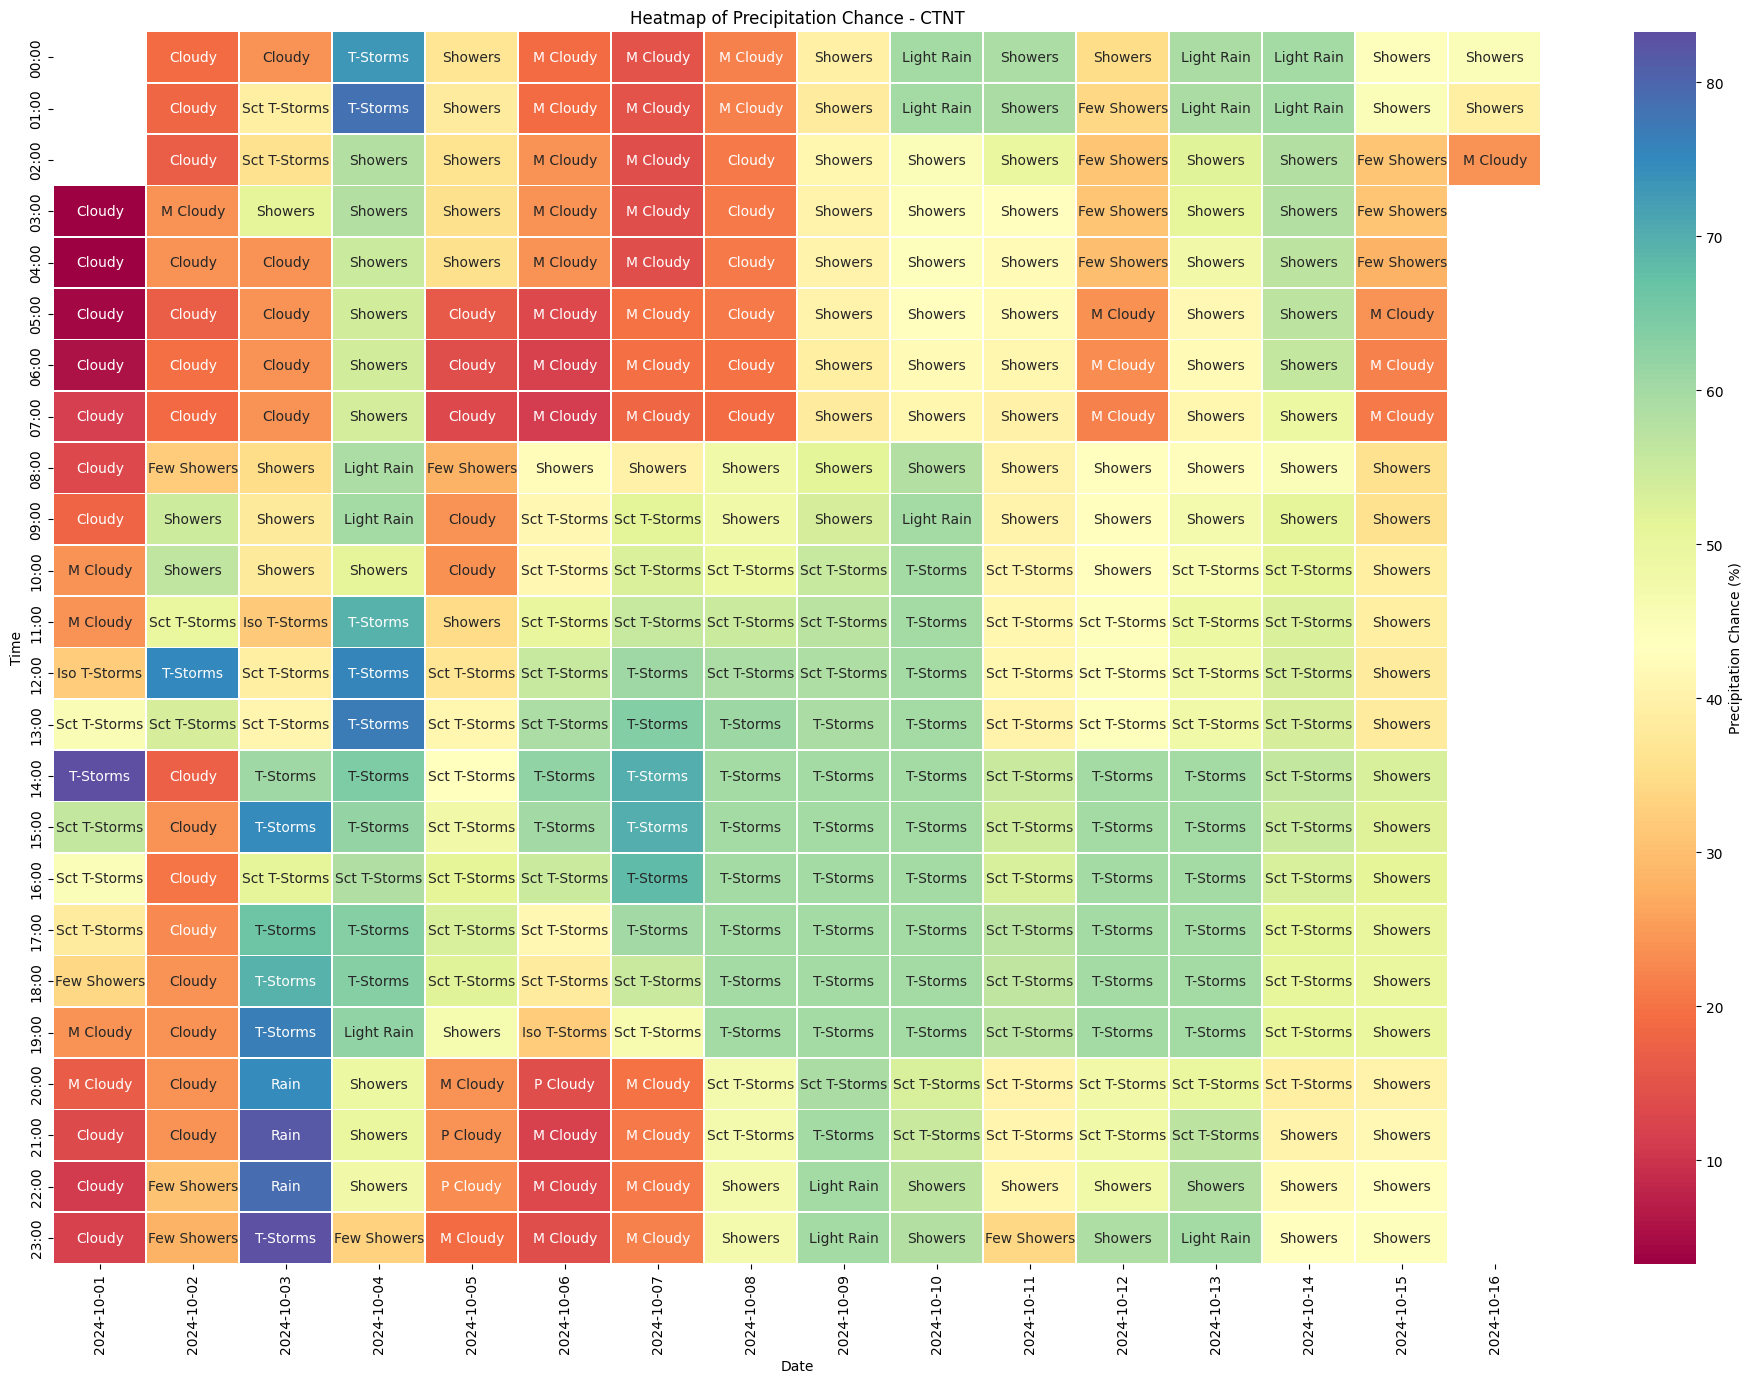 Heatmap of Precipitation Chance - CTNT
00:00 Cloudy Cloudy T-Storms Showers M Cloudy M Cloudy M Cloudy Showers Light Rain Showers Showers Light Rain Light Rain Showers Showers
01:00 Cloudy Sct T-Storms T-Storms Showers M Cloudy M Cloudy M Cloudy Showers Light Rain Showers Few Showers Light Rain Light Rain Showers Showers
02:00 Cloudy Sct T-Storms Showers Showers M Cloudy M Cloudy Cloudy Showers Showers Showers Few Showers Showers Showers Few Showers M Cloudy
03:00 Cloudy M Cloudy Showers Showers Showers M Cloudy M Cloudy Cloudy Showers Showers Showers Few Showers Showers Showers Few Showers
04:00 Cloudy Cloudy Cloudy Showers Showers M Cloudy M Cloudy Cloudy Showers Showers Showers Few Showers Showers Showers Few Showers
05:00 Cloudy Cloudy Cloudy Showers Cloudy M Cloudy M Cloudy Cloudy Showers Showers Showers M Cloudy Showers Showers M Cloudy
06:00 Cloudy Cloudy Cloudy Showers Cloudy M Cloudy M Cloudy Cloudy Showers Showers Showers M Cloudy Showers Showers M Cloudy
07:00 Cloudy Cloudy Cloudy Showers Cloudy M Cloudy M Cloudy Cloudy Showers Showers Showers M Cloudy Showers Showers M Cloudy
08:00 Cloudy Few Showers Showers Light Rain Few Showers Showers Showers Showers Showers Showers Showers Showers Showers Showers Showers
09:00 Cloudy Showers Showers Light Rain Cloudy Sct T-Storms Sct T-Storms Showers Showers Light Rain Showers Showers Showers Showers Showers
10:00 M Cloudy Showers Showers Showers Cloudy Sct T-Storms Sct T-Storms Sct T-Storms Sct T-Storms T-Storms Sct T-Storms Showers Sct T-Storms Sct T-Storms Showers
11:00 M Cloudy Sct T-Storms Iso T-Storms T-Storms Showers Sct T-Storms Sct T-Storms Sct T-Storms Sct T-Storms T-Storms Sct T-Storms Sct T-Storms Sct T-Storms Sct T-Storms Showers
12:00 Iso T-Storms T-Storms Sct T-Storms T-Storms Sct T-Storms Sct T-Storms T-Storms Sct T-Storms Sct T-Storms T-Storms Sct T-Storms Sct T-Storms Sct T-Storms Sct T-Storms Showers
13:00 Sct T-Storms Sct T-Storms Sct T-Storms T-Storms Sct T-Storms Sct T-Storms T-Storms T-Storms T-Storms T-Storms Sct T-Storms Sct T-Storms Sct T-Storms Sct T-Storms Showers
14:00 T-Storms Cloudy T-Storms T-Storms Sct T-Storms T-Storms T-Storms T-Storms T-Storms T-Storms Sct T-Storms T-Storms T-Storms Sct T-Storms Showers
15:00 Sct T-Storms Cloudy T-Storms T-Storms Sct T-Storms T-Storms T-Storms T-Storms T-Storms T-Storms Sct T-Storms T-Storms T-Storms Sct T-Storms Showers
16:00 Sct T-Storms Cloudy Sct T-Storms Sct T-Storms Sct T-Storms Sct T-Storms T-Storms T-Storms T-Storms T-Storms Sct T-Storms T-Storms T-Storms Sct T-Storms Showers
17:00 Sct T-Storms Cloudy T-Storms T-Storms Sct T-Storms Sct T-Storms T-Storms T-Storms T-Storms T-Storms Sct T-Storms T-Storms T-Storms Sct T-Storms Showers
18:00 Few Showers Cloudy T-Storms T-Storms Sct T-Storms Sct T-Storms Sct T-Storms T-Storms T-Storms T-Storms Sct T-Storms T-Storms T-Storms Sct T-Storms Showers
19:00 M Cloudy Cloudy T-Storms Light Rain Showers Iso T-Storms Sct T-Storms T-Storms T-Storms T-Storms Sct T-Storms T-Storms T-Storms Sct T-Storms Showers
20:00 M Cloudy Cloudy Rain Showers M Cloudy P Cloudy M Cloudy Sct T-Storms Sct T-Storms Sct T-Storms Sct T-Storms Sct T-Storms Sct T-Storms Sct T-Storms Showers
21:00 Cloudy Cloudy Rain Showers P Cloudy M Cloudy M Cloudy Sct T-Storms T-Storms Sct T-Storms Sct T-Storms Sct T-Storms Sct T-Storms Showers Showers
22:00 Cloudy Few Showers Rain Showers P Cloudy M Cloudy M Cloudy Showers Light Rain Showers Showers Showers Showers Showers Showers
23:00 Cloudy Few Showers T-Storms Few Showers M Cloudy M Cloudy M Cloudy Showers Light Rain Showers Few Showers Showers Light Rain Showers Showers
Time
2024-10-01 2024-10-02 2024-10-03 2024-10-04 2024-10-05 2024-10-06 2024-10-07 2024-10-08 2024-10-09 2024-10-10 2024-10-11 2024-10-12 2024-10-13 2024-10-14 2024-10-15 2024-10-16
Date
80
70
60
50
40
30
20
10
Precipitation Chance (%)